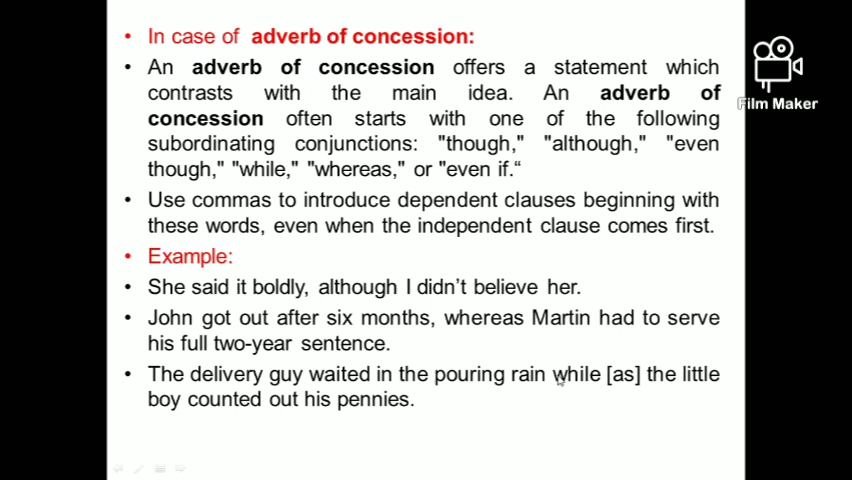 • In case of adverb of concession:
• An adverb of concession offers a statement which
contrasts with the main idea. An adverb of
concession often starts with one of the following
subordinating conjunctions: "though," "although," "even
though," "while," "whereas," or "even if.“
• Use commas to introduce dependent clauses beginning with
these words, even when the independent clause comes first.
• Example:
• She said it boldly, although I didn’t believe her.
• John got out after six months, whereas Martin had to serve
his full two-year sentence.
• The delivery guy waited in the pouring rain while [as] the little
boy counted out his pennies.
Film Maker